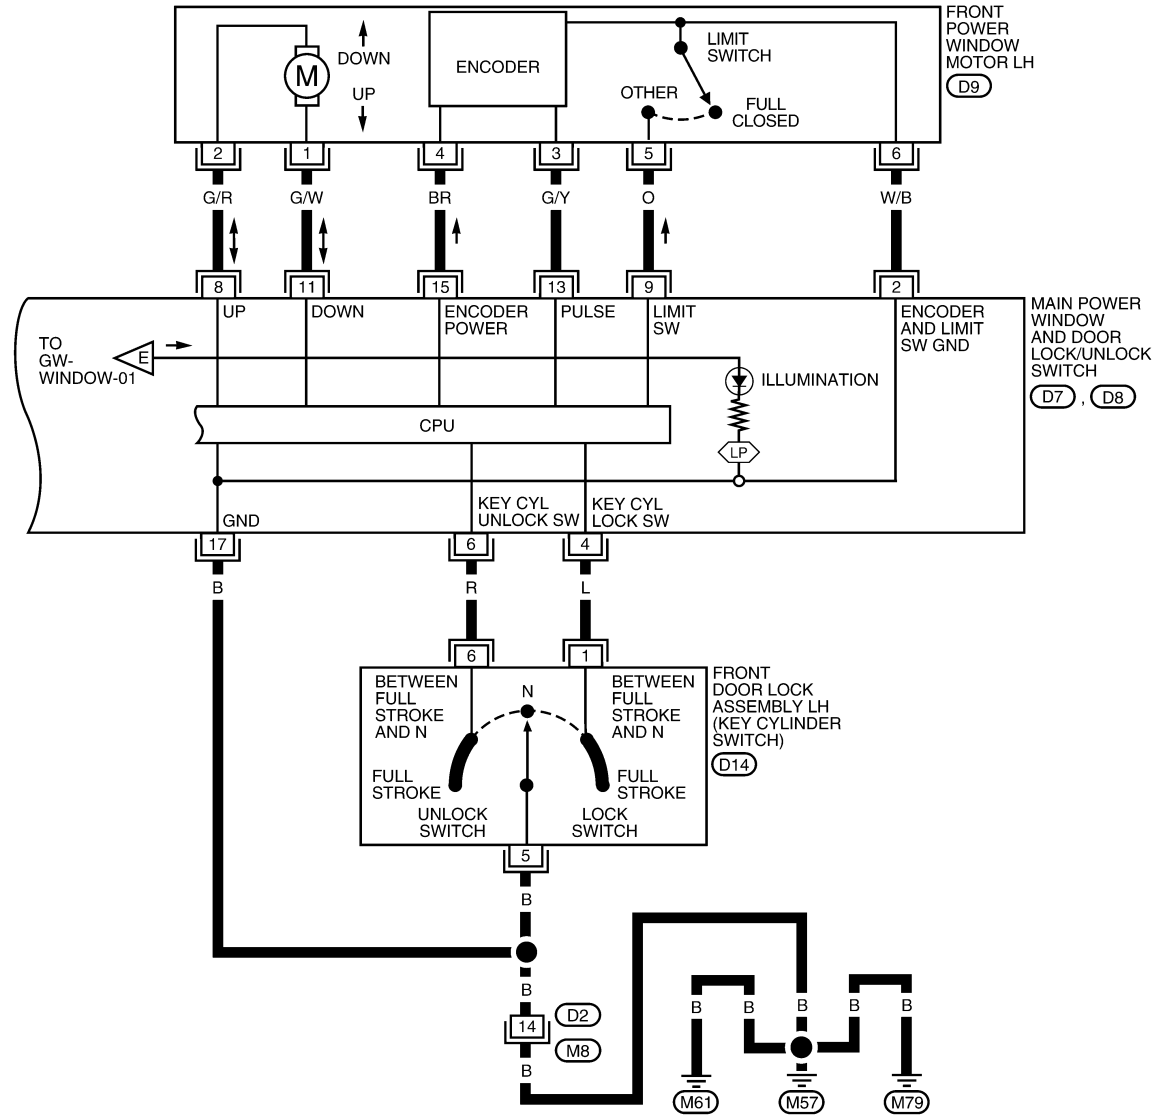 FRONT
POWER
WINDOW
MOTOR LH
D9
LIMIT
SWITCH
ENCODER
M
DOWN
UP
OTHER
FULL
CLOSED
2
1
4
3
5
6
G/R
G/W
BR
G/Y
O
W/B
8
11
15
13
9
2
UP
DOWN
ENCODER
POWER
PULSE
LIMIT
SW
ENCODER
AND LIMIT
SW GND
MAIN POWER
WINDOW
AND DOOR
LOCK/UNLOCK
SWITCH
D7 , D8
TO
GW-
WINDOW-01
E
ILLUMINATION
CPU
LP
GND
KEY CYL
UNLOCK SW
KEY CYL
LOCK SW
17
6
4
B
R
L
6
1
FRONT
DOOR LOCK
ASSEMBLY LH
(KEY CYLINDER
SWITCH)
D14
BETWEEN
FULL
STROKE
AND N
N
BETWEEN
FULL
STROKE
AND N
FULL
STROKE
FULL
STROKE
UNLOCK
SWITCH
LOCK
SWITCH
5
B
B
14
D2
M8
B
B
B
B
B
B
M61
M57
M79